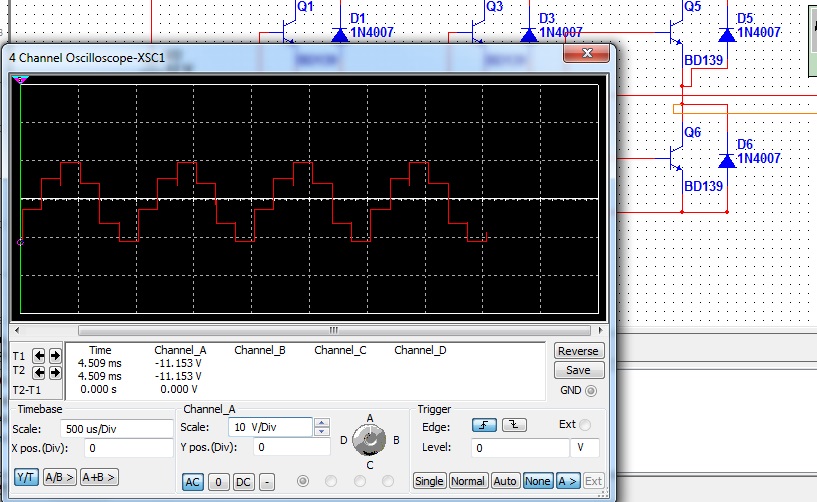 Q1 Q3 Q5
D1 D3 D5
1N4007 1N4007 1N4007
4 Channel Oscilloscope-XSC1
BD139
Q6
D6
1N4007
BD139
Time Channel_A Channel_B Channel_C Channel_D
T1 4.509 ms -11.153 V
T2 4.509 ms -11.153 V
T2-T1 0.000 s 0.000 V
Reverse
Save
GND
Timebase
Scale: 500 us/Div
X pos.(Div): 0
Y/T A/B > A+B >
Channel_A
Scale: 10 V/Div
Y pos.(Div): 0
AC 0 DC -
A
D B
C
Trigger
Edge: Ext
Level: 0 V
Single Normal Auto None A > Ext